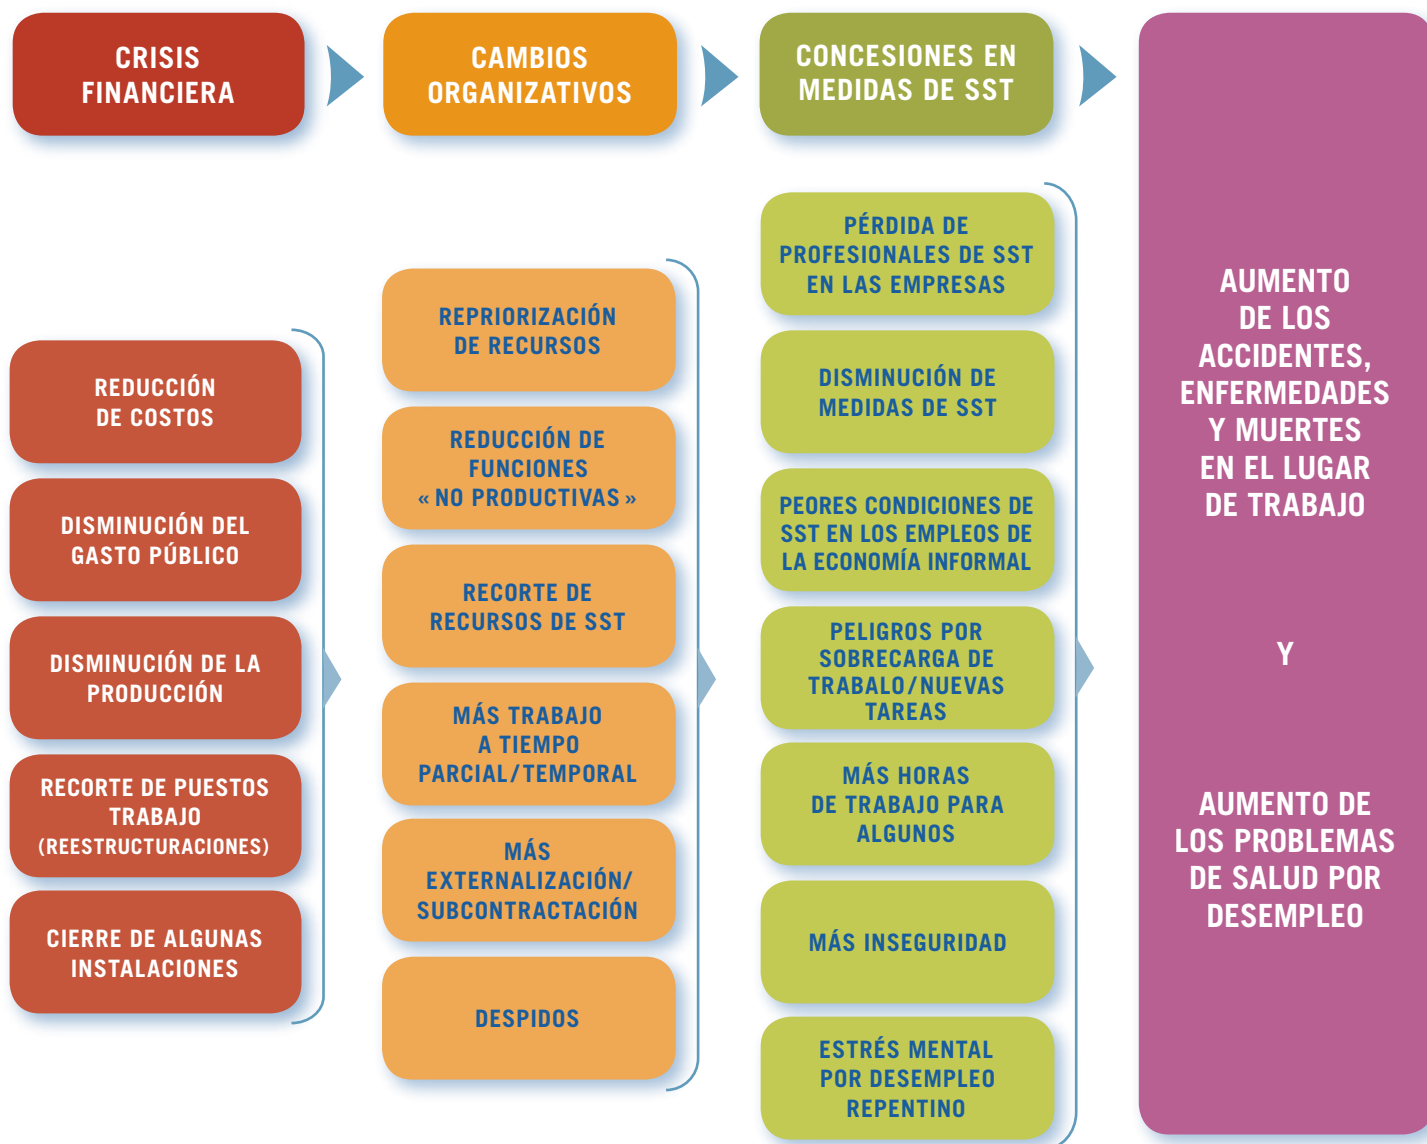 CRISIS
FINANCIERA
CAMBIOS
ORGANIZATIVOS
CONCESIONES EN
MEDIDAS DE SST
REDUCCIÓN
DE COSTOS
DISMINUCIÓN DEL
GASTO PÚBLICO
DISMINUCIÓN DE LA
PRODUCCIÓN
RECORTE DE PUESTOS
TRABAJO
(REESTRUCTURACIONES)
CIERRE DE ALGUNAS
INSTALACIONES
REPRIORIZACIÓN
DE RECURSOS
REDUCCIÓN DE
FUNCIONES
« NO PRODUCTIVAS »
RECORTE DE
RECURSOS DE SST
MÁS TRABAJO
A TIEMPO
PARCIAL/TEMPORAL
MÁS
EXTERNALIZACIÓN/
SUBCONTRACTACIÓN
DESPIDOS
PÉRDIDA DE
PROFESIONALES DE SST
EN LAS EMPRESAS
DISMINUCIÓN DE
MEDIDAS DE SST
PEORES CONDICIONES DE
SST EN LOS EMPLEOS DE
LA ECONOMÍA INFORMAL
PELIGROS POR
SOBRECARGA DE
TRABALO/NUEVAS
TAREAS
MÁS HORAS
DE TRABAJO PARA
ALGUNOS
MÁS INSEGURIDAD
ESTRÉS MENTAL
POR DESEMPLEO
REPENTINO
AUMENTO
DE LOS
ACCIDENTES,
ENFERMEDADES
Y MUERTES
EN EL LUGAR
DE TRABAJO
Y
AUMENTO DE
LOS PROBLEMAS
DE SALUD POR
DESEMPLEO